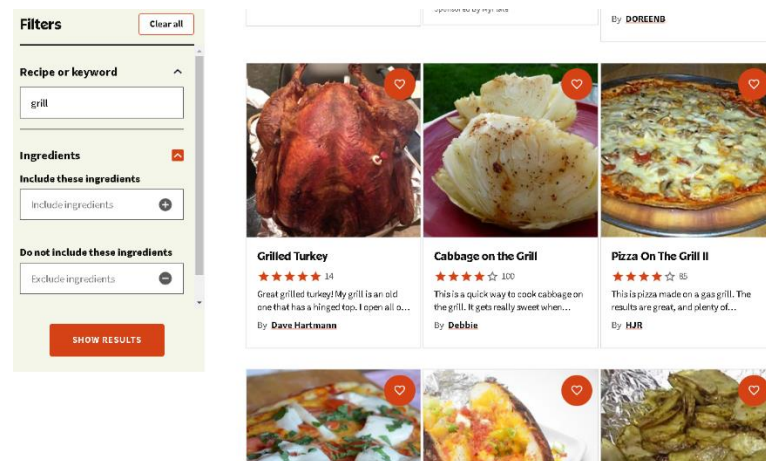 Filters
Clear all
Recipe or keyword
grill
Ingredients
Include these ingredients
Include ingredients
Do not include these ingredients
Exclude ingredients
SHOW RESULTS
By DOREENB
Grilled Turkey
14
Great grilled turkey! My grill is an old
one that has a hinged top. I open all o...
By Dave Hartmann
Cabbage on the Grill
100
This is a quick way to cook cabbage on
the grill. It gets really sweet when...
By Debbie
Pizza On The Grill II
85
This is pizza made on a gas grill. The
results are great, and plenty of...
By HJR